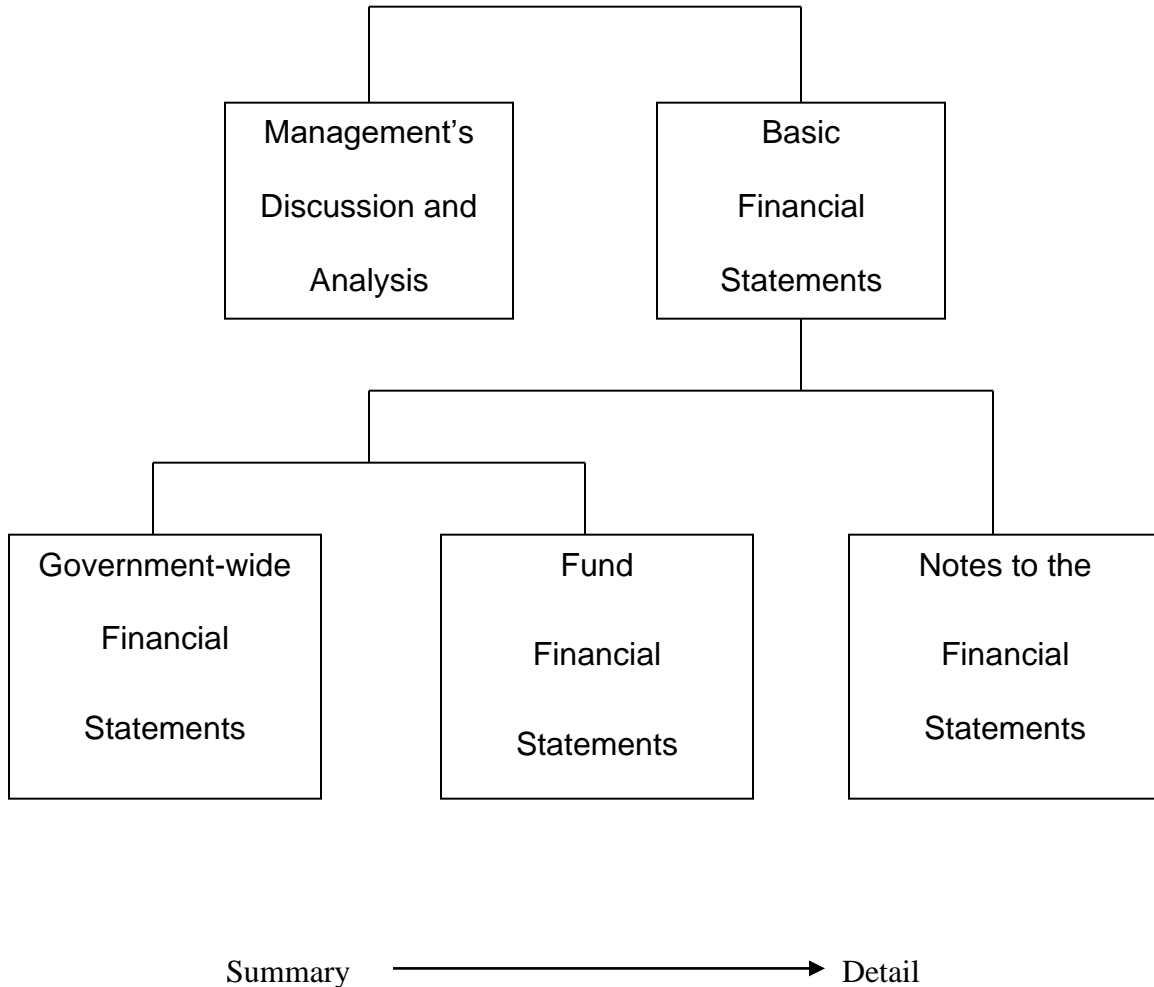 Management’s
Discussion and
Analysis
Basic
Financial
Statements
Government-wide
Financial
Statements
Fund
Financial
Statements
Notes to the
Financial
Statements
Summary
Detail